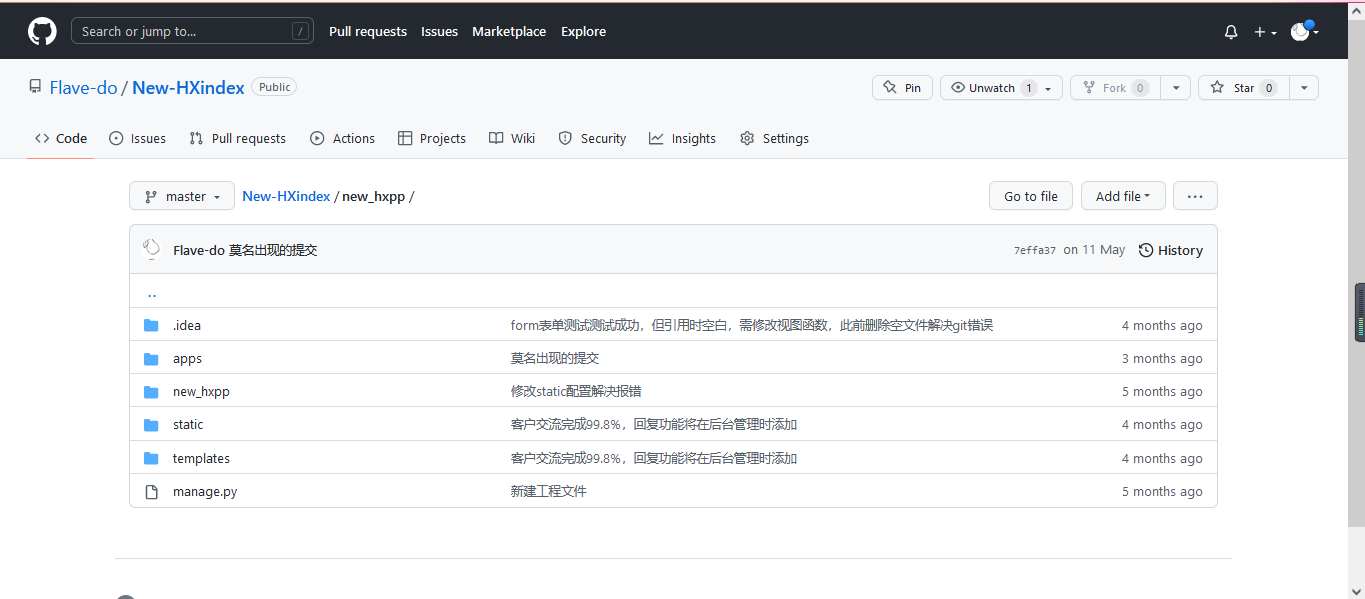 Search or jump to... / Pull requests Issues Marketplace Explore
Flave-do / New-HXindex Public Pin Unwatch 1 Fork 0 Star 0
Code Issues Pull requests Actions Projects Wiki Security Insights Settings
master New-HXindex / new_hxpp / Go to file Add file ...
Flave-do 莫名出现的提交 7effa37 on 11 May History
..
.idea form表单测试测试成功，但引用时空白，需修改视图函数，此前删除空文件解决git错误 4 months ago
apps 莫名出现的提交 3 months ago
new_hxpp 修改static配置解决报错 5 months ago
static 客户交流完成99.8%，回复功能将在后台管理时添加 4 months ago
templates 客户交流完成99.8%，回复功能将在后台管理时添加 4 months ago
manage.py 新建工程文件 5 months ago